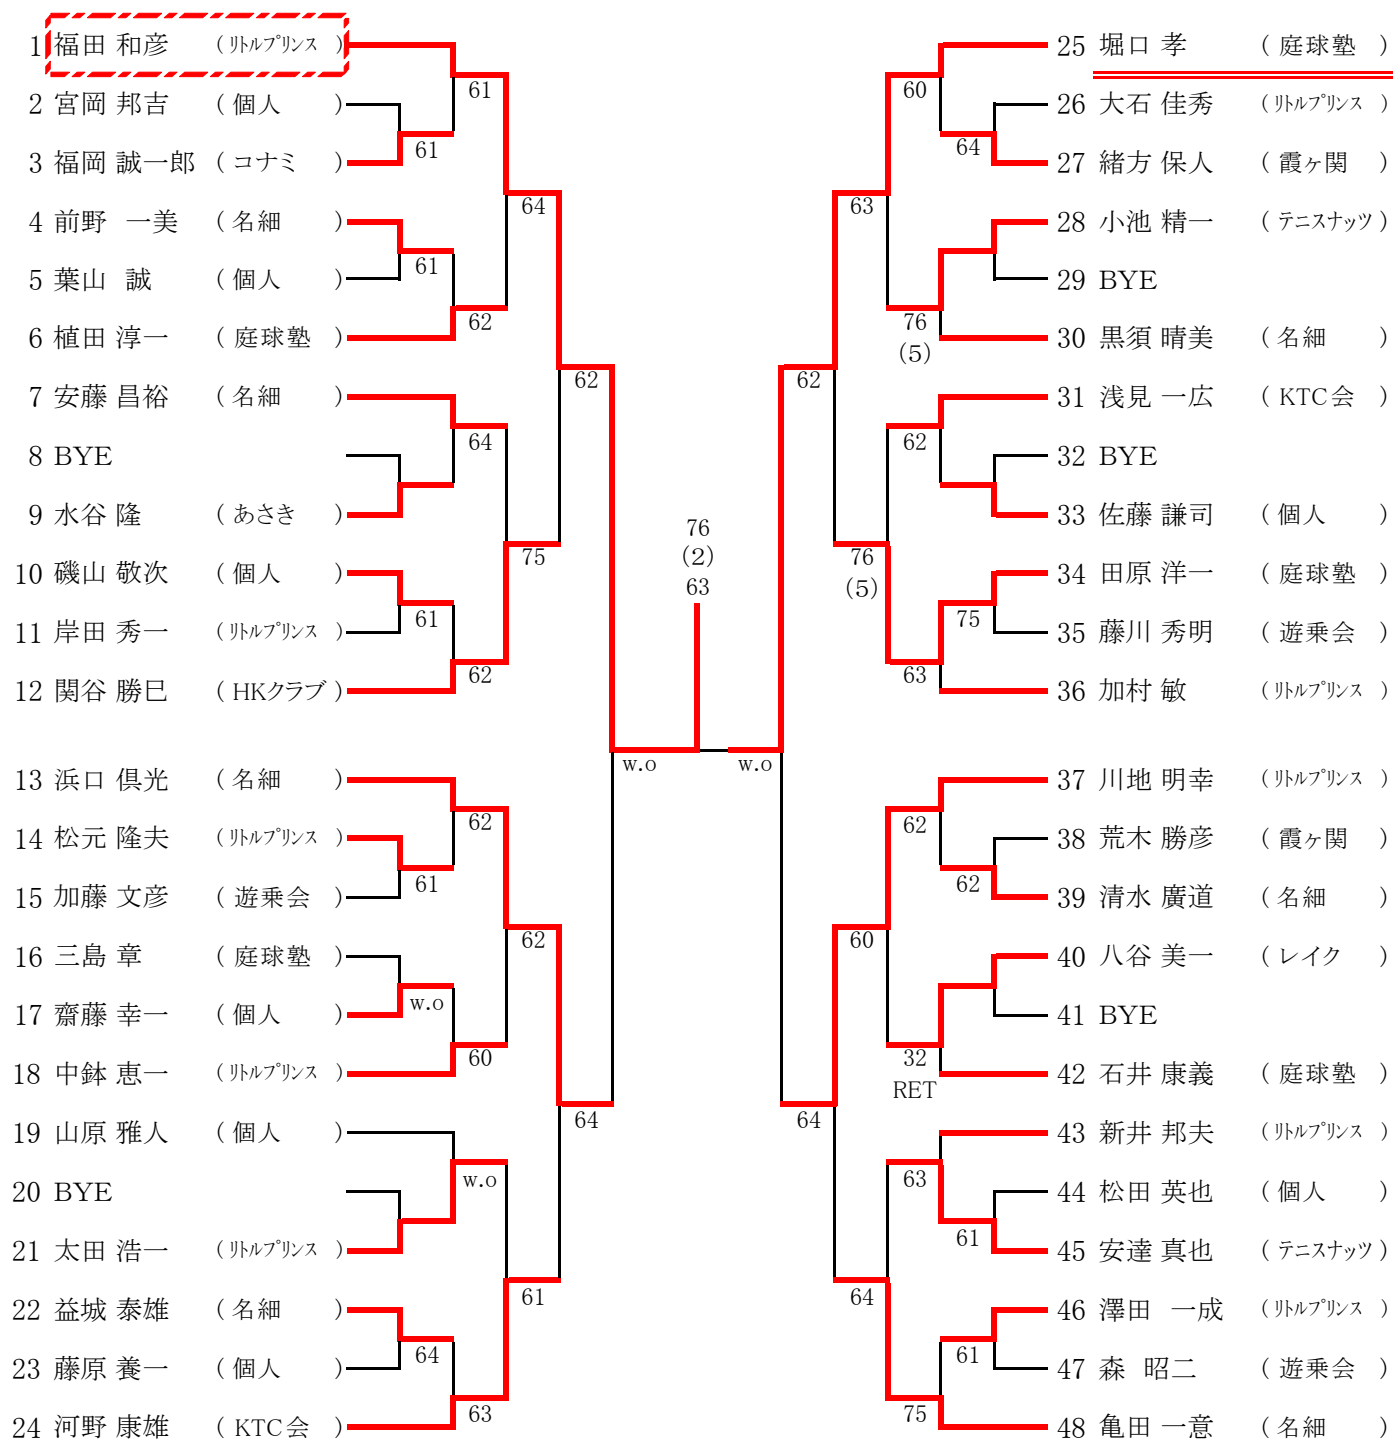 1 福田 和彦 (リトルプリンス)
2 宮岡 邦吉 (個人)
3 福岡 誠一郎 (コナミ)
4 前野 一美 (名細)
5 葉山 誠 (個人)
6 植田 淳一 (庭球塾)
7 安藤 昌裕 (名細)
8 BYE
9 水谷 隆 (あさき)
10 磯山 敬次 (個人)
11 岸田 秀一 (リトルプリンス)
12 関谷 勝巳 (HKクラブ)
13 浜口 倶光 (名細)
14 松元 隆夫 (リトルプリンス)
15 加藤 文彦 (遊乗会)
16 三島 章 (庭球塾)
17 齋藤 幸一 (個人)
18 中鉢 恵一 (リトルプリンス)
19 山原 雅人 (個人)
20 BYE
21 太田 浩一 (リトルプリンス)
22 益城 泰雄 (名細)
23 藤原 養一 (個人)
24 河野 康雄 (KTC会)
61
61
64
61
62
62
64
75
61
62
w.o
62
61
62
w.o
60
64
w.o
61
64
63
76
(2)
63
60
64
63
76
(5)
62
62
76
(5)
75
63
w.o
62
62
60
32
RET
64
63
61
64
61
75
25 堀口 孝 (庭球塾)
26 大石 佳秀 (リトルプリンス)
27 緒方 保人 (霞ヶ関)
28 小池 精一 (テニスナッツ)
29 BYE
30 黒須 晴美 (名細)
31 浅見 一広 (KTC会)
32 BYE
33 佐藤 謙司 (個人)
34 田原 洋一 (庭球塾)
35 藤川 秀明 (遊乗会)
36 加村 敏 (リトルプリンス)
37 川地 明幸 (リトルプリンス)
38 荒木 勝彦 (霞ヶ関)
39 清水 廣道 (名細)
40 八谷 美一 (レイク)
41 BYE
42 石井 康義 (庭球塾)
43 新井 邦夫 (リトルプリンス)
44 松田 英也 (個人)
45 安達 真也 (テニスナッツ)
46 澤田 一成 (リトルプリンス)
47 森 昭二 (遊乗会)
48 亀田 一意 (名細)